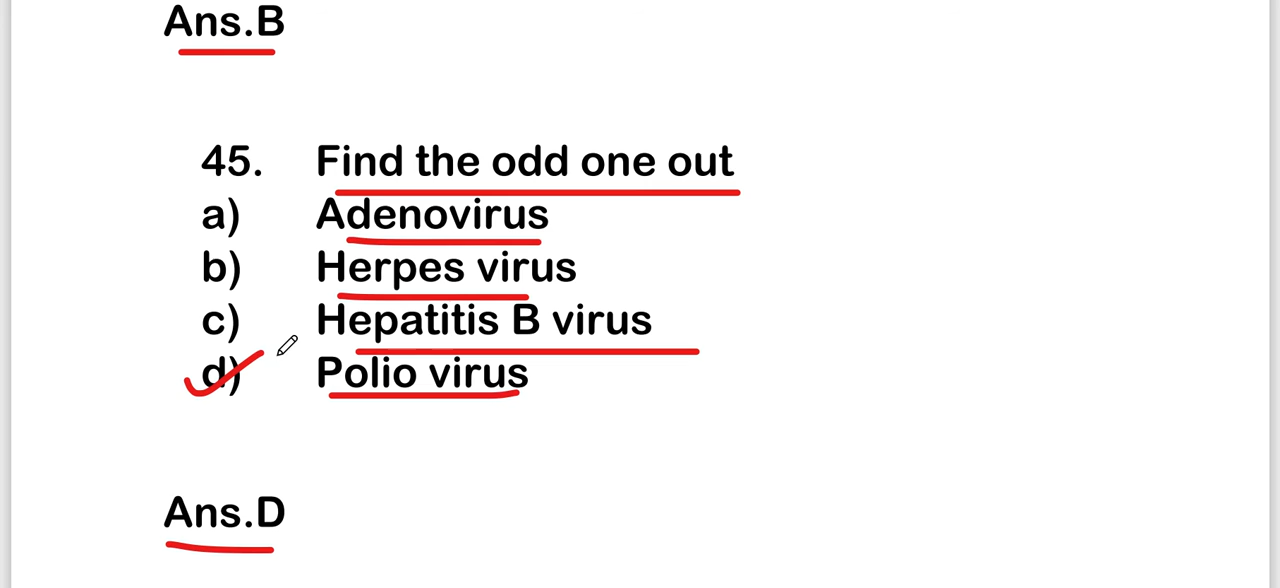 Ans.B
45. Find the odd one out
a) Adenovirus
b) Herpes virus
c) Hepatitis B virus
d) Polio virus
Ans.D